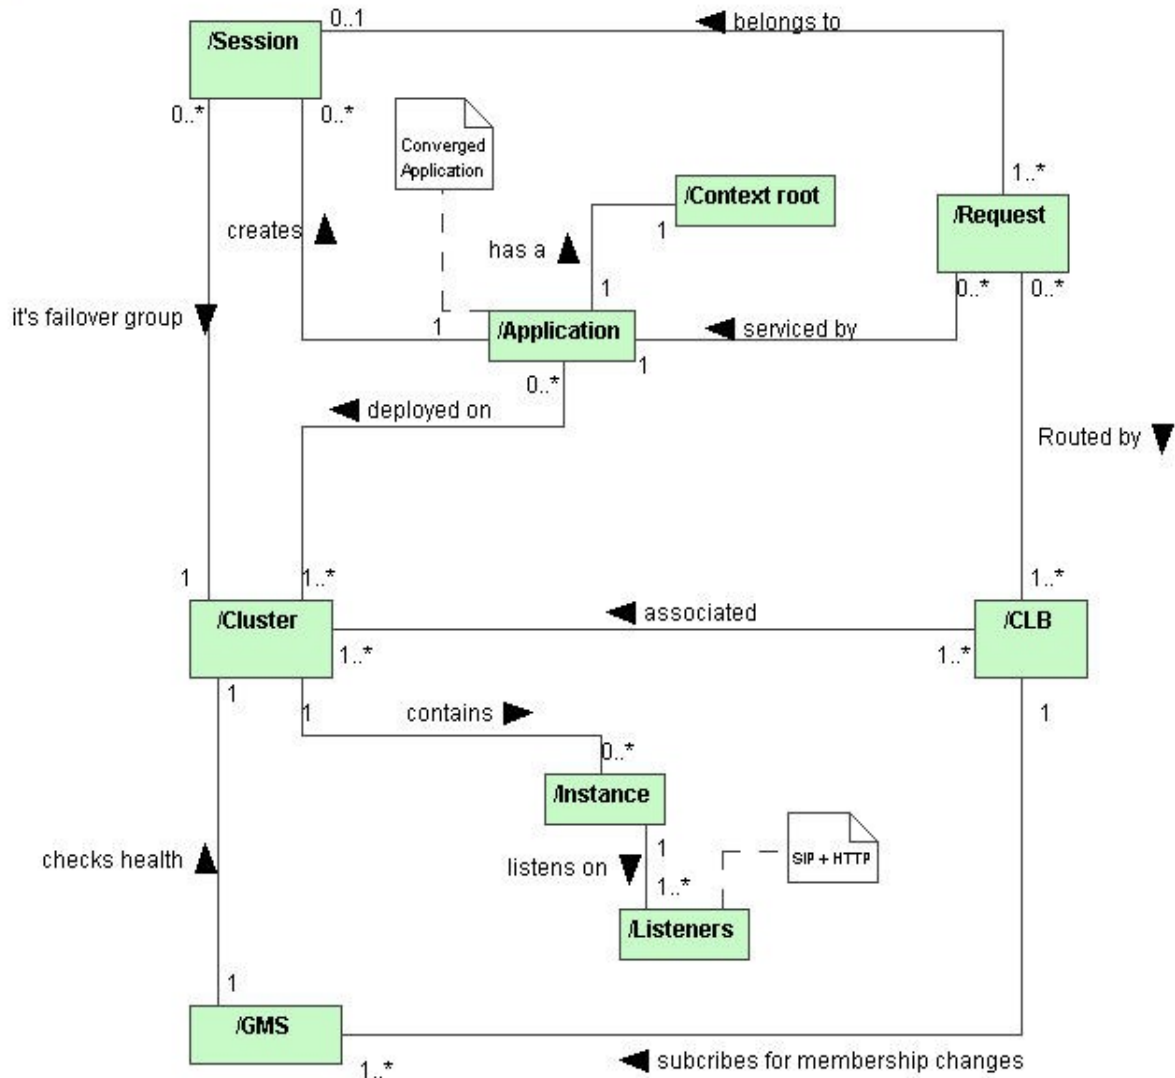 0..1
belongs to
/Session
0..*
0..*
Converged
Application
1..*
/Context root
/Request
creates
1
has a
0..*
0..*
1
it's failover group
1
/Application
serviced by
1
0..*
deployed on
Routed by
1
1..*
1..*
/Cluster
associated
/CLB
1..*
1..*
1
1
contains
1
0..*
/Instance
1
checks health
listens on
SIP + HTTP
1..*
/Listeners
1
/GMS
1..*
subcribes for membership changes